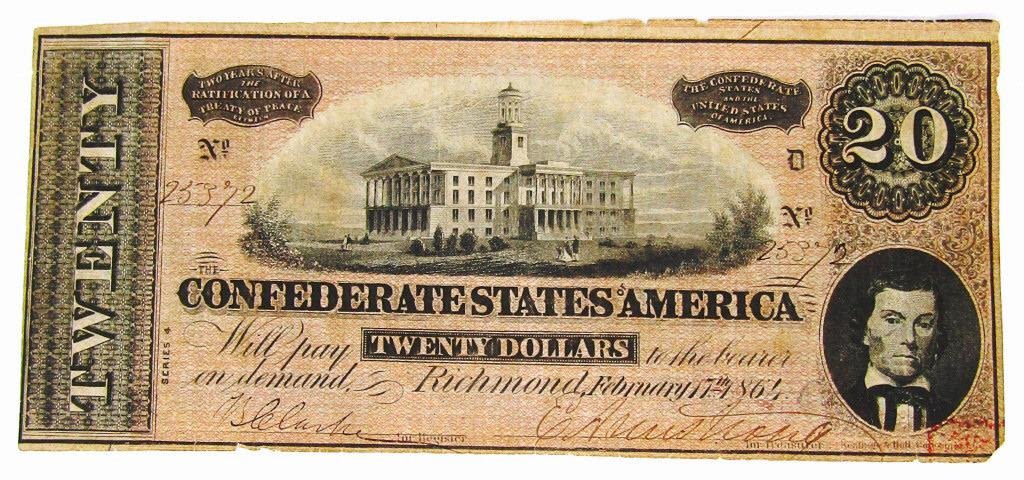 TWENTY
TWO YEARS AFTER
THE
RATIFICATION OF A
TREATY OF PEACE
THE CONFEDERATE
STATES
AND THE
UNITED STATES
OF AMERICA.
20
No
D
No
THE
CONFEDERATE STATES OF AMERICA
SERIES 4
Will pay TWENTY DOLLARS to the bearer
on demand, Richmond, February 17th 1864.
for Register
for Treasurer